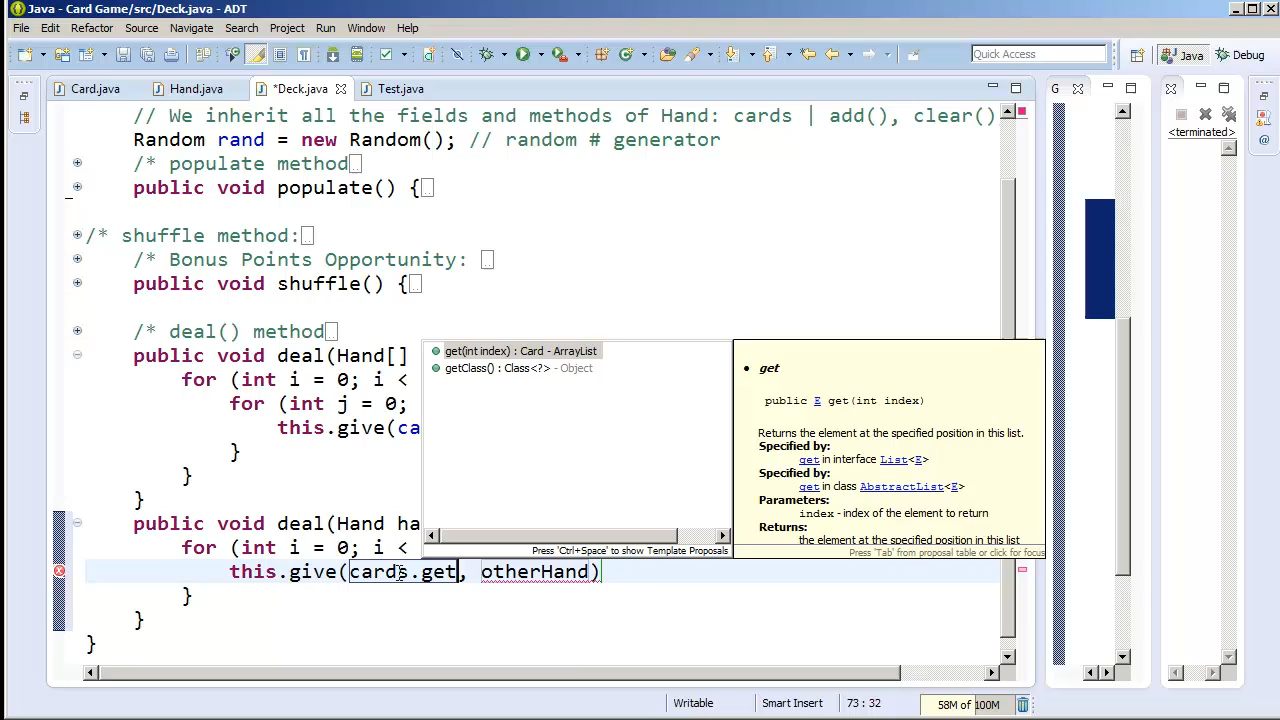 Java - Card Game/src/Deck.java - ADT
File Edit Refactor Source Navigate Search Project Run Window Help
Quick Access
Java
Debug
Card.java
Hand.java
*Deck.java
Test.java
G
<terminated>
// We inherit all the fields and methods of Hand: cards | add(), clear()
Random rand = new Random(); // random # generator
/* populate method
public void populate() {
/* shuffle method:
/* Bonus Points Opportunity:
public void shuffle() {
/* deal() method
public void deal(Hand[]
for (int i = 0; i <
for (int j = 0;
this.give(ca
}
}
}
public void deal(Hand ha
for (int i = 0; i <
this.give(cards.get, otherHand)
}
}
}
get(int index) : Card - ArrayList
getClass() : Class<?> - Object
Press 'Ctrl+Space' to show Template Proposals
• get
public E get(int index)
Returns the element at the specified position in this list.
Specified by:
get in interface List<E>
Specified by:
get in class AbstractList<E>
Parameters:
index - index of the element to return
Returns:
the element at the specified position in this list
Press 'Tab' from proposal table or click for focus
Writable
Smart Insert
73 : 32
58M of 100M